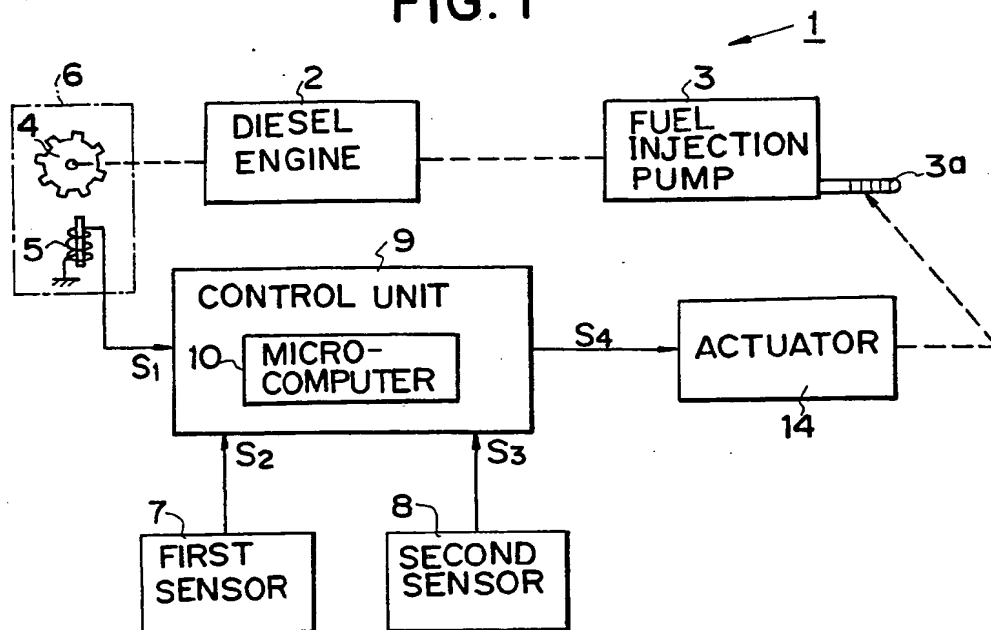 FIG. 1
1
6
2
3
4
DIESEL
ENGINE
FUEL
INJECTION
PUMP
3a
5
9
CONTROL UNIT
S1
10
MICRO-
COMPUTER
S4
ACTUATOR
14
S2
S3
7
8
FIRST
SENSOR
SECOND
SENSOR